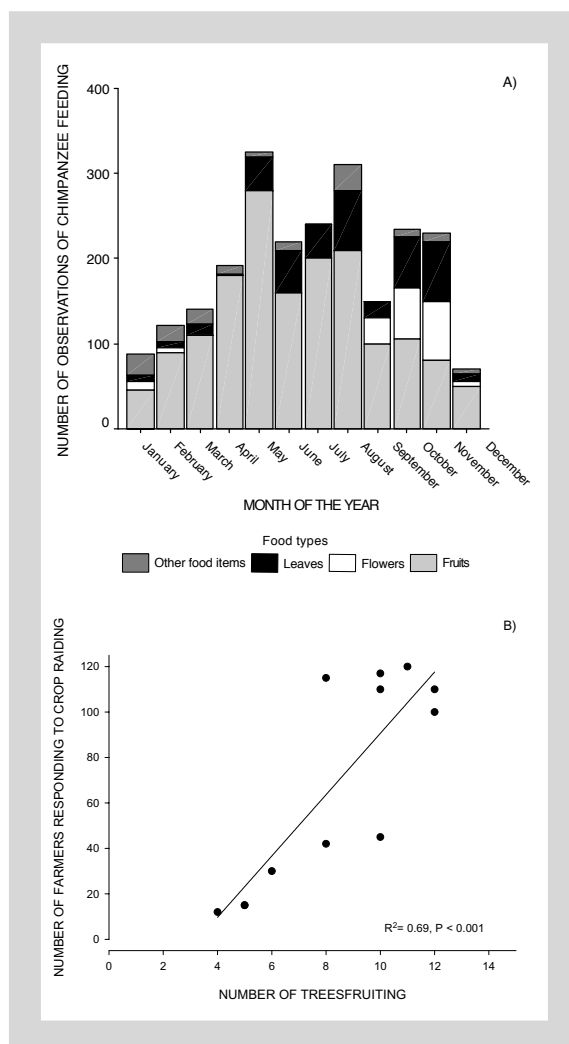 A)
NUMBER OF OBSERVATIONS OF CHIMPANZEE FEEDING
400
300
200
100
0
January
February
March
April
May
June
July
August
September
October
November
December
MONTH OF THE YEAR
Food types
Other food items Leaves Flowers Fruits
B)
NUMBER OF FARMERS RESPONDING TO CROP RAIDING
120
100
80
60
40
20
0
R²= 0.69, P < 0.001
0 2 4 6 8 10 12 14
NUMBER OF TREESFRUITING